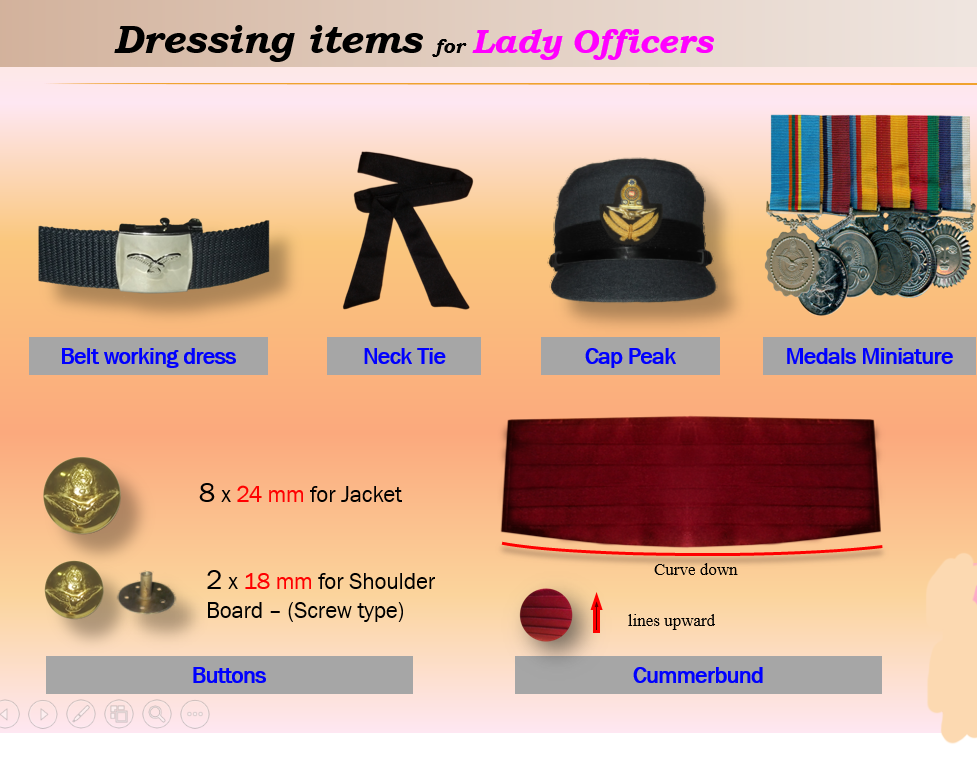 Dressing items for Lady Officers
Belt working dress
Neck Tie
Cap Peak
Medals Miniature
8 x 24 mm for Jacket
2 x 18 mm for Shoulder
Board – (Screw type)
Buttons
Curve down
lines upward
Cummerbund